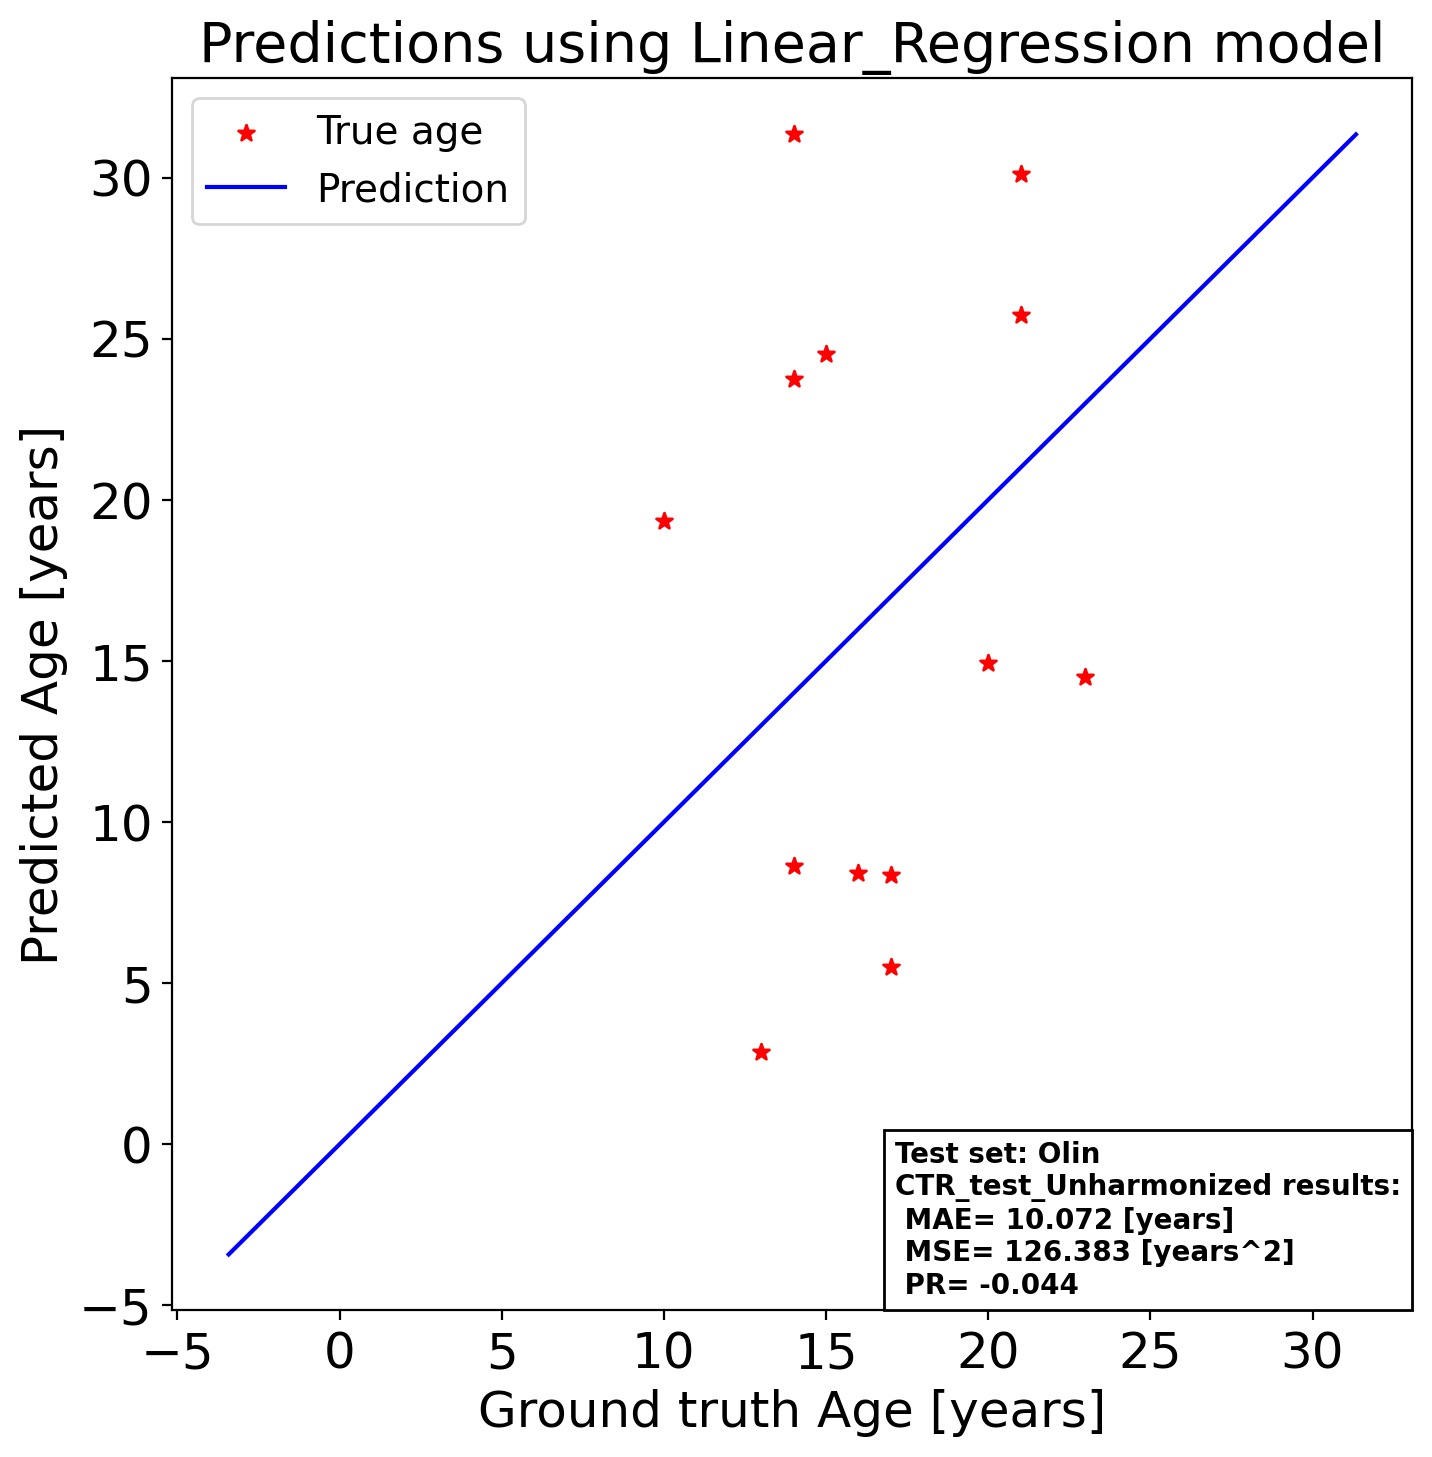 Predictions using Linear_Regression model
True age
Prediction
30
25
20
15
10
5
0
−5
Predicted Age [years]
Test set: Olin
CTR_test_Unharmonized results:
MAE= 10.072 [years]
MSE= 126.383 [years^2]
PR= -0.044
−5 0 5 10 15 20 25 30
Ground truth Age [years]